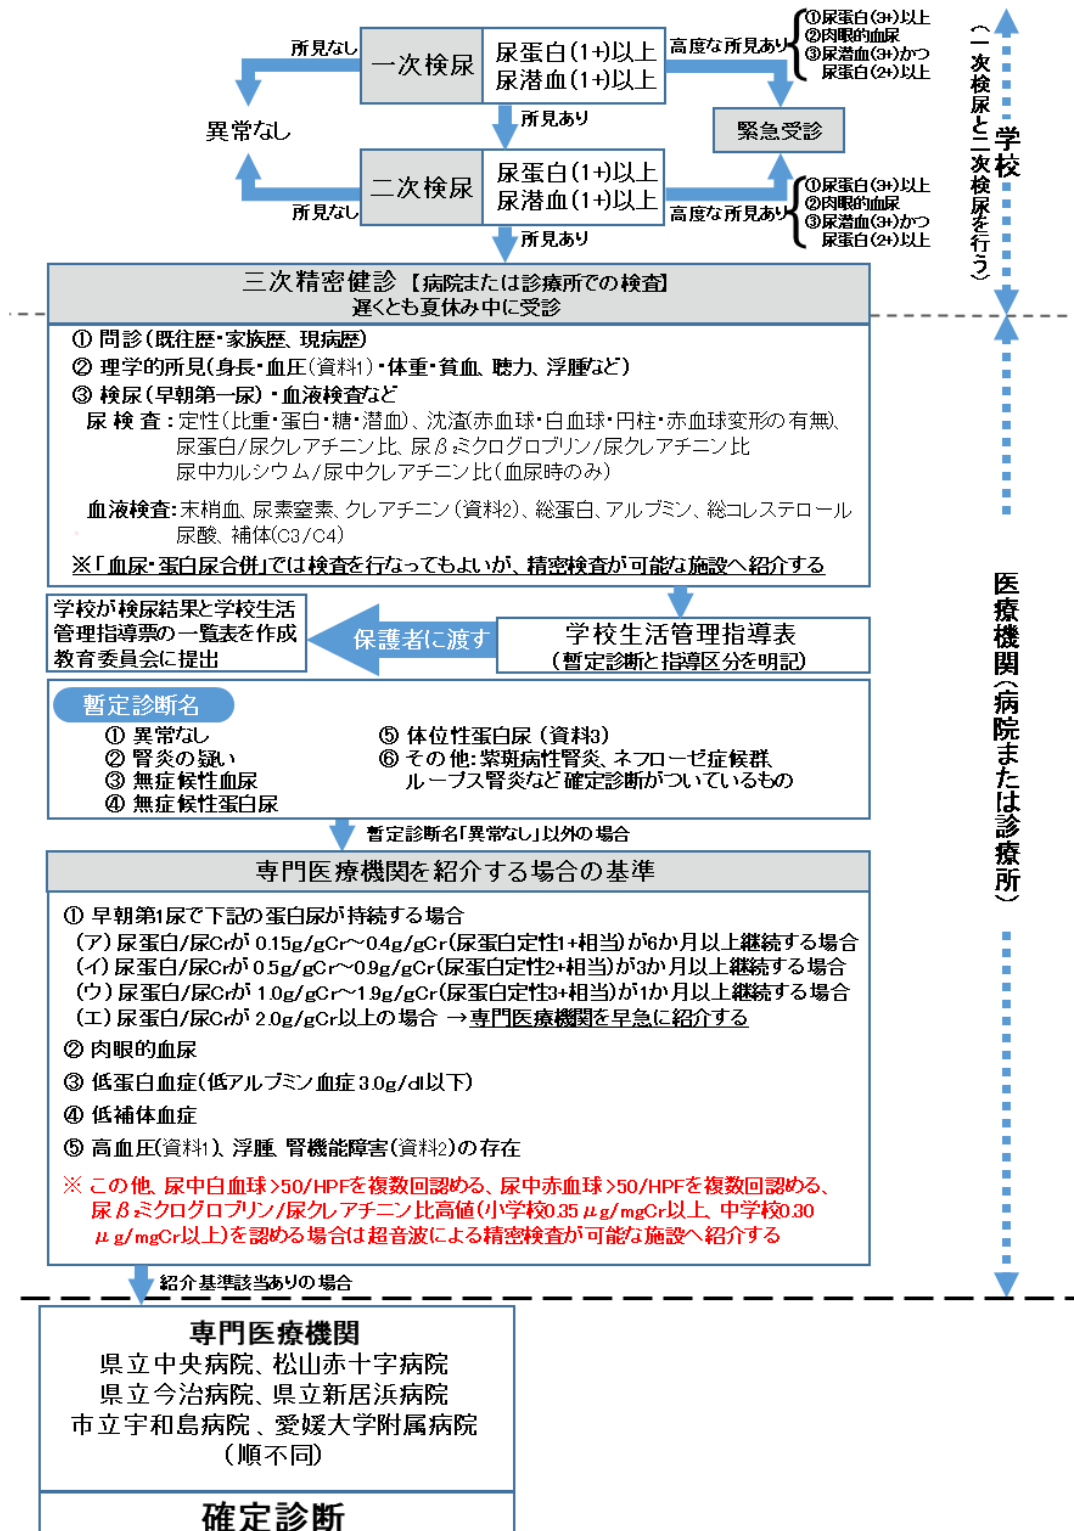 所見なし
一次検尿
尿蛋白(1+)以上
尿潜血(1+)以上
高度な所見あり
①尿蛋白(3+)以上
②肉眼的血尿
③尿潜血(3+)かつ
尿蛋白(2+)以上
異常なし
所見あり
緊急受診
二次検尿
尿蛋白(1+)以上
尿潜血(1+)以上
所見なし
高度な所見あり
①尿蛋白(3+)以上
②肉眼的血尿
③尿潜血(3+)かつ
尿蛋白(2+)以上
所見あり
学校
(一次検尿と二次検尿を行う)
三次精密健診【病院または診療所での検査】
遅くとも夏休み中に受診
① 問診(既往歴・家族歴、現病歴)
② 理学的所見(身長・血圧(資料1)・体重・貧血、聴力、浮腫など)
③ 検尿(早朝第一尿)・血液検査など
尿 検 査:定性(比重・蛋白・糖・潜血)、沈渣(赤血球・白血球・円柱・赤血球変形の有無)、
尿蛋白/尿クレアチニン比、尿β₂ミクログロブリン/尿クレアチニン比
尿中カルシウム/尿中クレアチニン比(血尿時のみ)
血液検査:末梢血、尿素窒素、クレアチニン(資料2)、総蛋白、アルブミン、総コレステロール
尿酸、補体(C3/C4)
※「血尿・蛋白尿合併」では検査を行なってもよいが、精密検査が可能な施設へ紹介する
学校が検尿結果と学校生活
管理指導票の一覧表を作成
教育委員会に提出
保護者に渡す
学校生活管理指導表
(暫定診断と指導区分を明記)
医療機関(病院または診療所)
暫定診断名
① 異常なし
② 腎炎の疑い
③ 無症候性血尿
④ 無症候性蛋白尿
⑤ 体位性蛋白尿 (資料3)
⑥ その他:紫斑病性腎炎、ネフローゼ症候群、
ループス腎炎など確定診断がついているもの
暫定診断名「異常なし」以外の場合
専門医療機関を紹介する場合の基準
① 早朝第1尿で下記の蛋白尿が持続する場合
(ア) 尿蛋白/尿Crが 0.15g/gCr～0.4g/gCr(尿蛋白定性1+相当)が6か月以上継続する場合
(イ) 尿蛋白/尿Crが 0.5g/gCr～0.9g/gCr(尿蛋白定性2+相当)が3か月以上継続する場合
(ウ) 尿蛋白/尿Crが 1.0g/gCr～1.9g/gCr(尿蛋白定性3+相当)が1か月以上継続する場合
(エ) 尿蛋白/尿Crが 2.0g/gCr以上の場合 →専門医療機関を早急に紹介する
② 肉眼的血尿
③ 低蛋白血症(低アルブミン血症 3.0g/dl以下)
④ 低補体血症
⑤ 高血圧(資料1)、浮腫、腎機能障害(資料2)の存在
※ この他、尿中白血球>50/HPFを複数回認める、尿中赤血球>50/HPFを複数回認める、
尿β₂ミクログロブリン/尿クレアチニン比高値(小学校0.35μg/mgCr以上、中学校0.30
μg/mgCr以上)を認める場合は超音波による精密検査が可能な施設へ紹介する
紹介基準該当ありの場合
専門医療機関
県立中央病院、松山赤十字病院
県立今治病院、県立新居浜病院
市立宇和島病院、愛媛大学附属病院
(順不同)
確定診断